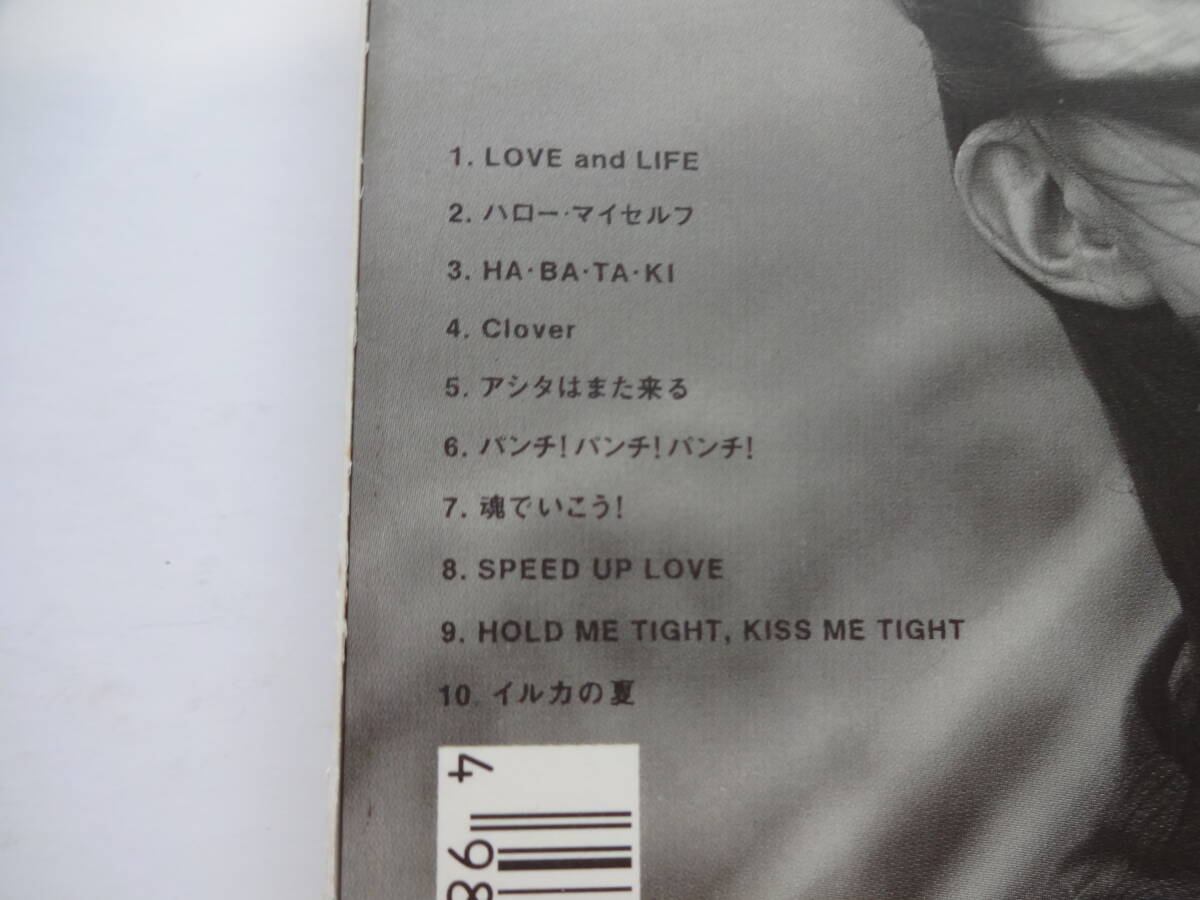 1. LOVE and LIFE
2. ハロー・マイセルフ
3. HA・BA・TA・KI
4. Clover
5. アシタはまた来る
6. パンチ!パンチ!パンチ!
7. 魂でいこう!
8. SPEED UP LOVE
9. HOLD ME TIGHT, KISS ME TIGHT
10. イルカの夏
4 98